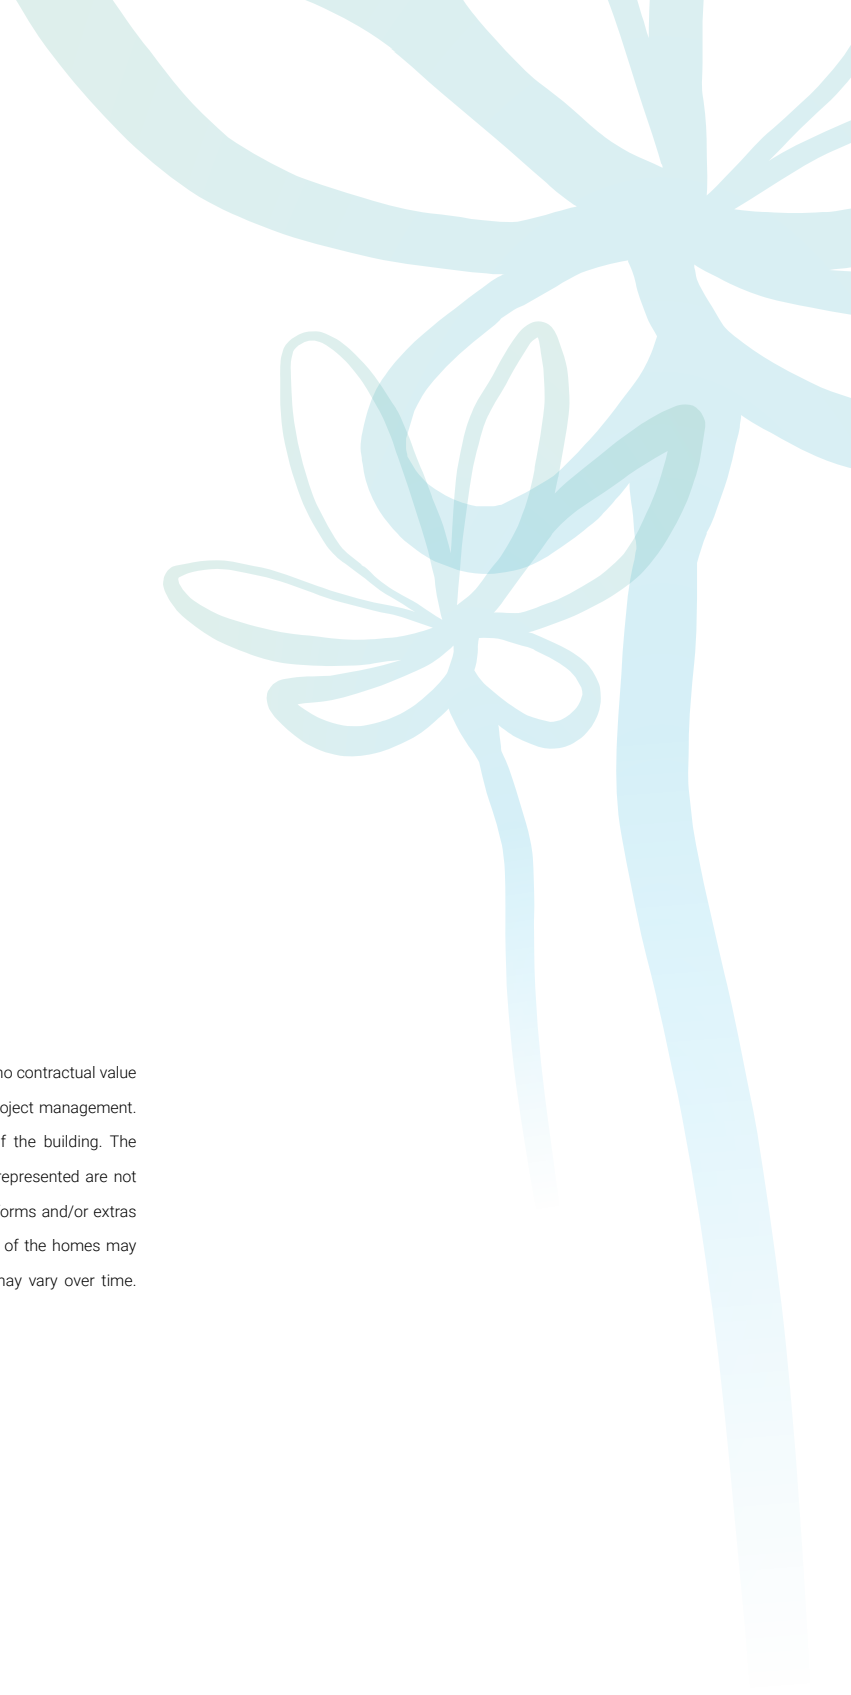 no contractual value
oject management.
f the building. The
represented are not
orms and/or extras
of the homes may
may vary over time.